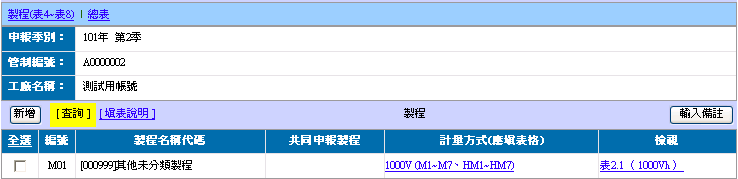 製程(表4~表8) | 總表
申報季別： 101年 第2季
管制編號： A0000002
工廠名稱： 測試用帳號
新增 [ 查詢 ] [ 填表說明 ] 製程 輸入備註
全選 編號 製程名稱代碼 共同申報製程 計量方式(應填表格) 檢視
M01 [000999]其他未分類製程 1000V (M1~M7、HM1~HM7) 表2.1 （ 1000Vh ）